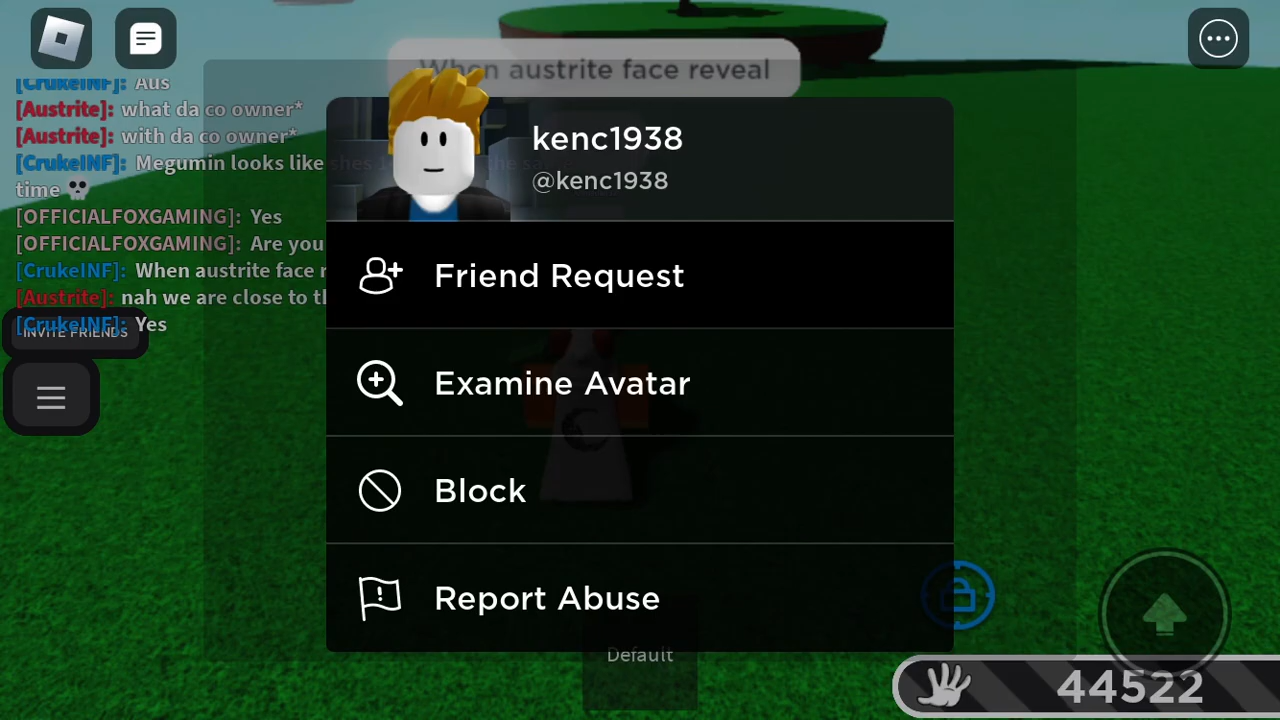 When austrite face reveal
[CrukeINF]: Aus
[Austrite]: what da co owner*
[Austrite]: with da co owner*
[CrukeINF]: Megumin looks like shes
time 💀
[OFFICIALFOXGAMING]: Yes
[OFFICIALFOXGAMING]: Are you
[CrukeINF]: When austrite face r
[Austrite]: nah we are close to th
[CrukeINF]: Yes
INVITE FRIENDS
kenc1938
@kenc1938
Friend Request
Examine Avatar
Block
Report Abuse
Default
44522